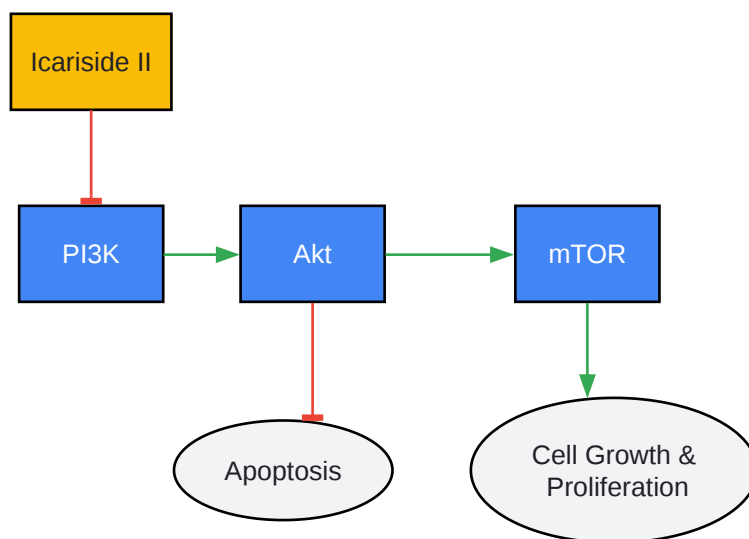 Icariside II
PI3K
Akt
mTOR
Apoptosis
Cell Growth &
Proliferation